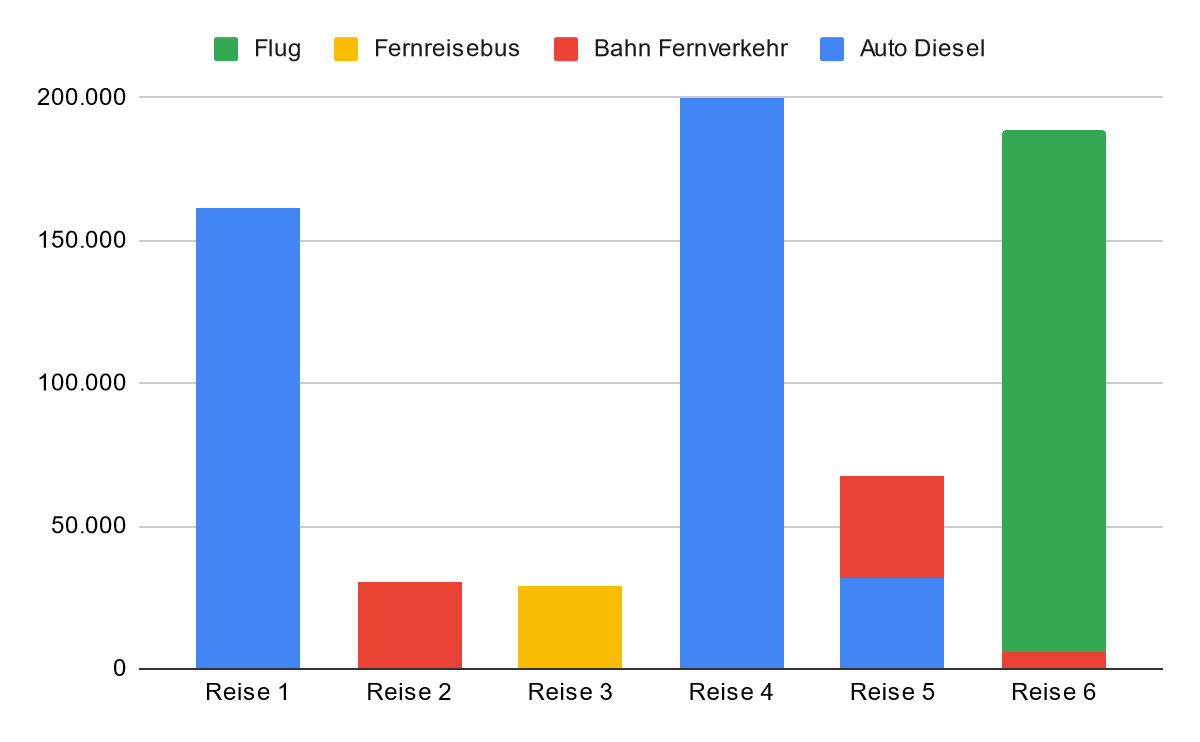 Flug Fernreisebus Bahn Fernverkehr Auto Diesel
200.000
150.000
100.000
50.000
0
Reise 1 Reise 2 Reise 3 Reise 4 Reise 5 Reise 6